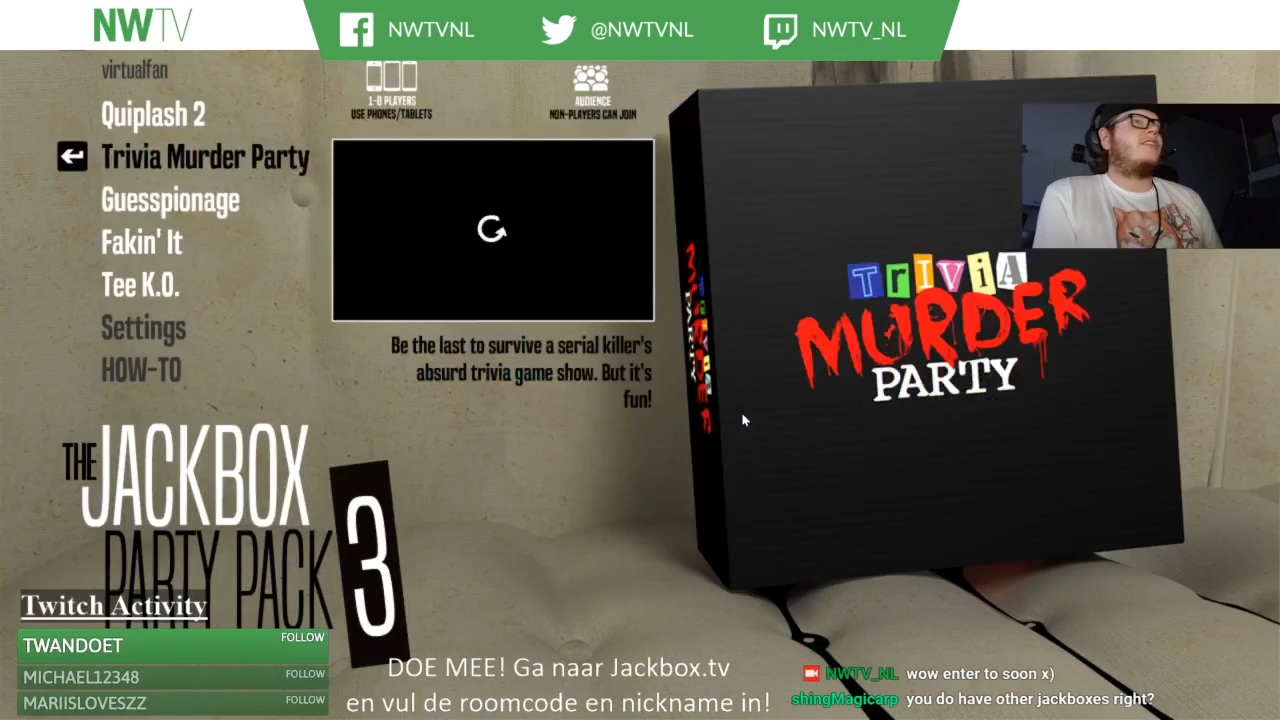 NWTV
NWTVNL
@NWTVNL
NWTV_NL
virtualfan
Quiplash 2
Trivia Murder Party
Guesspionage
Fakin' It
Tee K.O.
Settings
HOW-TO
1-8 PLAYERS
USE PHONES/TABLETS
AUDIENCE
NON-PLAYERS CAN JOIN
Be the last to survive a serial killer's
absurd trivia game show. But it's
fun!
TRIViA
MURDER
PARTY
TRIViA
MURDER
PARTY
THE
JACKBOX
PARTY PACK
3
Twitch Activity
TWANDOET FOLLOW
MICHAEL12348 FOLLOW
MARIISLOVESZZ FOLLOW
DOE MEE! Ga naar Jackbox.tv
en vul de roomcode en nickname in!
NWTV_NL wow enter to soon x)
shingMagicarp you do have other jackboxes right?